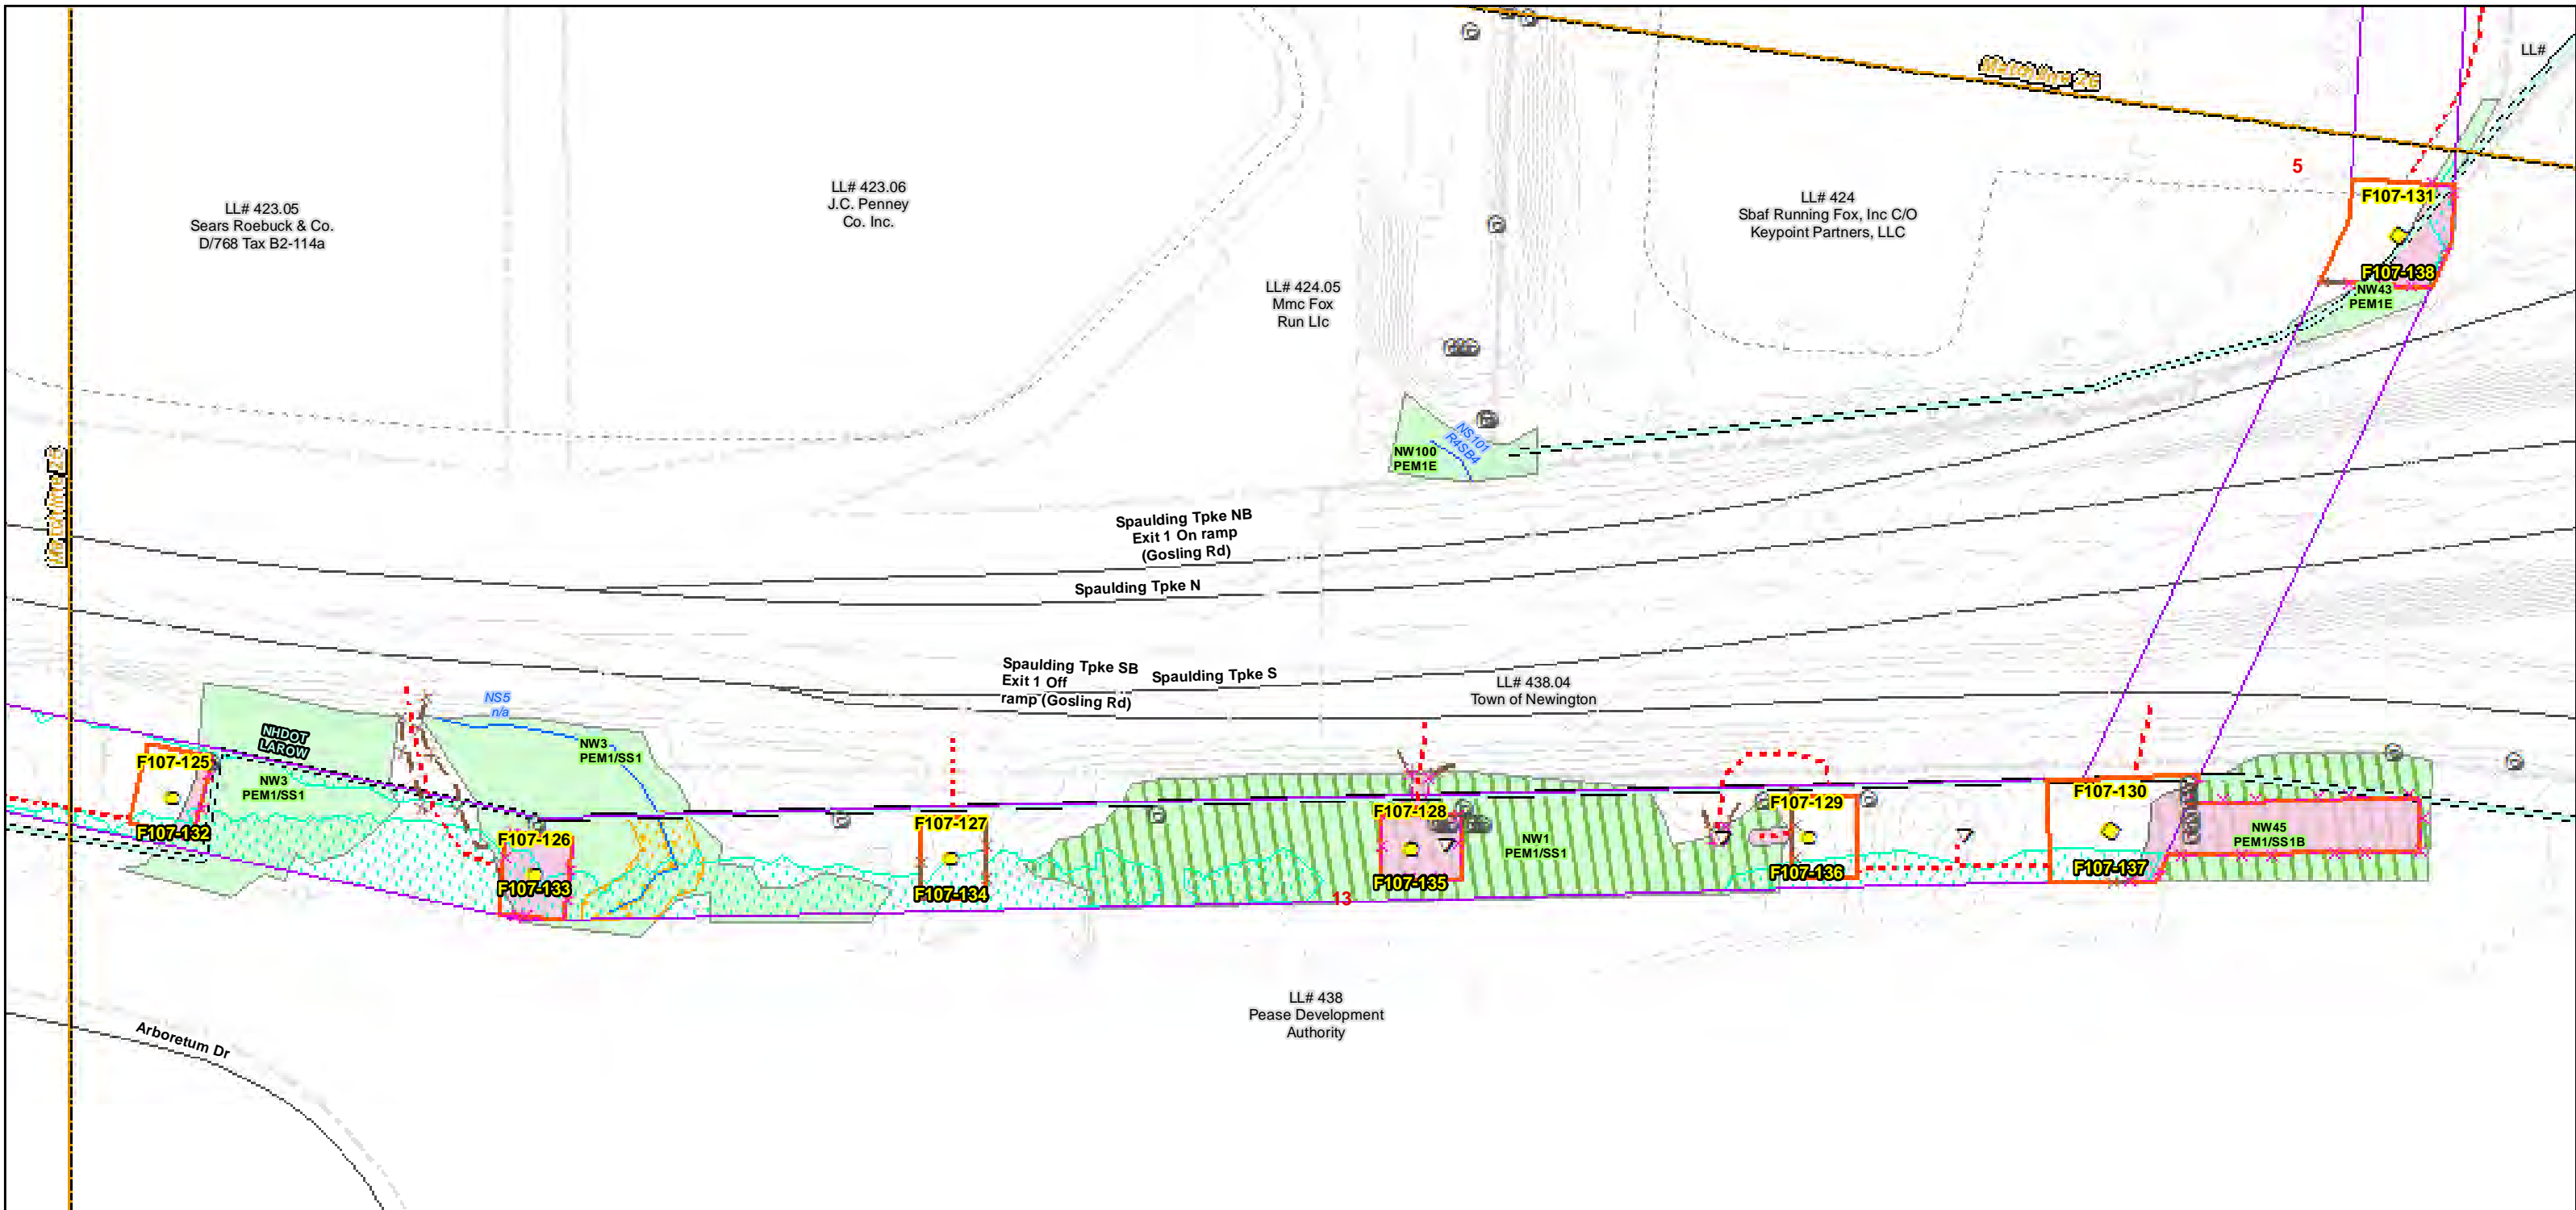 LL#
Matchline 26
5
LL# 423.05
Sears Roebuck & Co.
D/768 Tax B2-114a
LL# 423.06
J.C. Penney
Co. Inc.
LL# 424.05
Mmc Fox
Run Llc
LL# 424
Sbaf Running Fox, Inc C/O
Keypoint Partners, LLC
F107-131
F107-138
NW43
PEM1E
NW100
PEM1E
NS101
R4SB4
Spaulding Tpke NB
Exit 1 On ramp
(Gosling Rd)
Spaulding Tpke N
Spaulding Tpke SB
Exit 1 Off
ramp (Gosling Rd)
Spaulding Tpke S
LL# 438.04
Town of Newington
NS5
n/a
NHDOT
LAROW
NW3
PEM1/SS1
NW3
PEM1/SS1
F107-125
F107-132
F107-126
F107-133
F107-127
F107-134
F107-128
F107-135
NW1
PEM1/SS1
F107-129
F107-136
F107-130
F107-137
NW45
PEM1/SS1B
13
LL# 438
Pease Development
Authority
Arboretum Dr